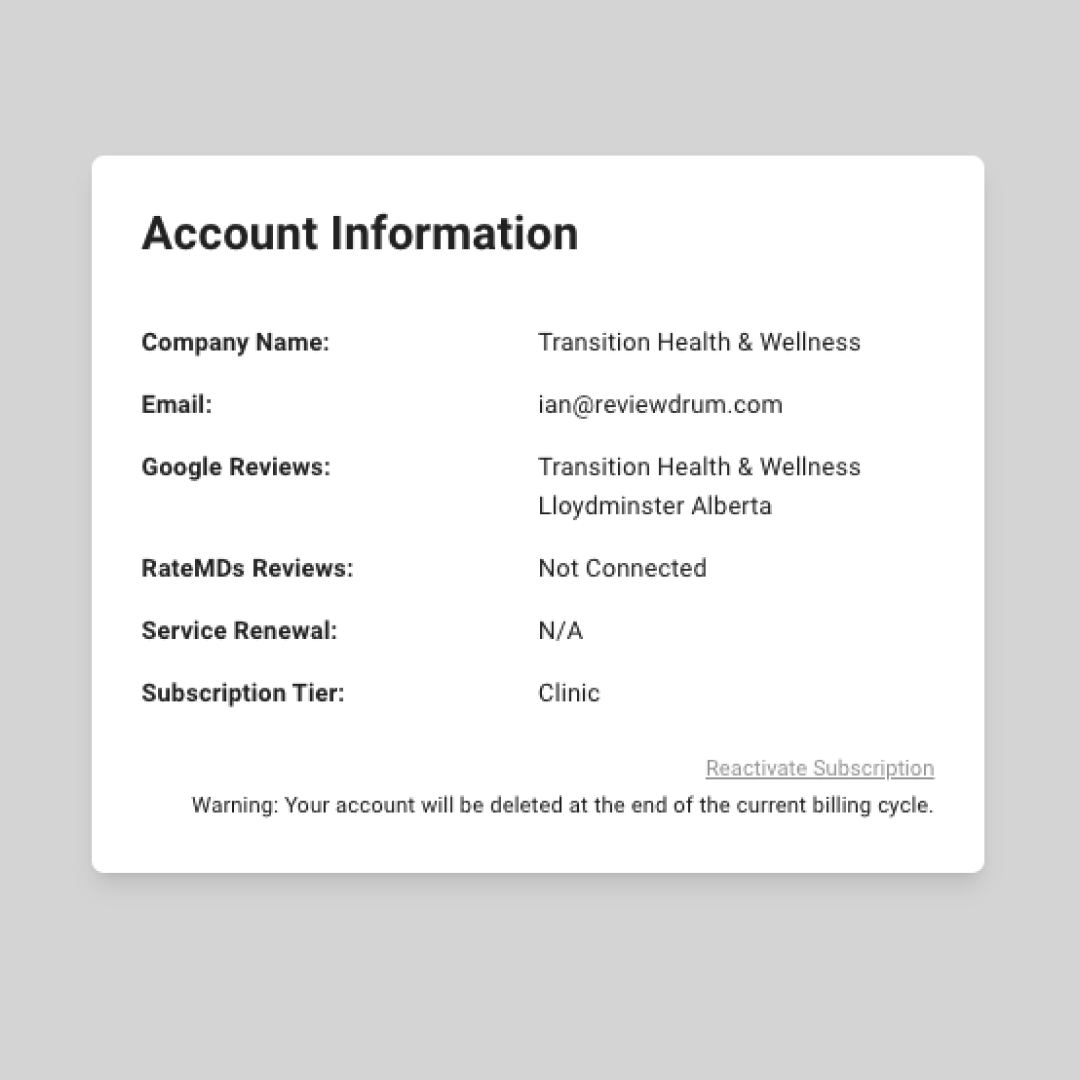 Account Information
Company Name: Transition Health & Wellness
Email: ian@reviewdrum.com
Google Reviews: Transition Health & Wellness
Lloydminster Alberta
RateMDs Reviews: Not Connected
Service Renewal: N/A
Subscription Tier: Clinic
Reactivate Subscription
Warning: Your account will be deleted at the end of the current billing cycle.